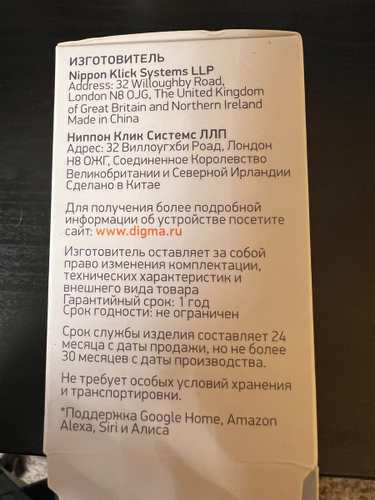 ИЗГОТОВИТЕЛЬ
Nippon Klick Systems LLP
Address: 32 Willoughby Road,
London N8 OJG, The United Kingdom
of Great Britain and Northern Ireland
Made in China
Ниппон Клик Системс ЛЛП
Адрес: 32 Виллоугхби Роад, Лондон
H8 ОЖГ, Соединенное Королевство
Великобритании и Северной Ирландии
Сделано в Китае
Для получения более подробной
информации об устройстве посетите
сайт: www.digma.ru
Изготовитель оставляет за собой
право изменения комплектации,
технических характеристик и
внешнего вида товара
Гарантийный срок: 1 год
Срок годности: не ограничен
Срок службы изделия составляет 24
месяца с даты продажи, но не более
30 месяцев с даты производства.
Не требует особых условий хранения
и транспортировки.
*Поддержка Google Home, Amazon
Alexa, Siri и Алиса